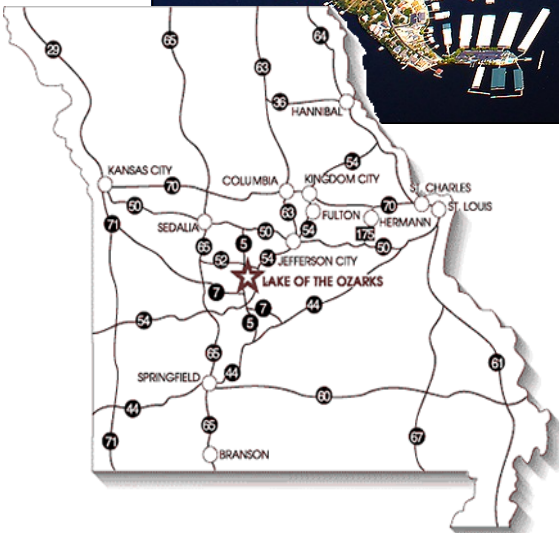 64
65
29
63
36
HANNIBAL
54
KANSAS CITY
COLUMBIA
KINGDOM CITY
70
ST. CHARLES
70
50
63
FULTON
HERMANN
ST. LOUIS
71
SEDALIA
50
54
175
50
65
5
JEFFERSON CITY
52
54
LAKE OF THE OZARKS
7
7
44
54
5
65
44
SPRINGFIELD
61
60
44
65
71
67
BRANSON